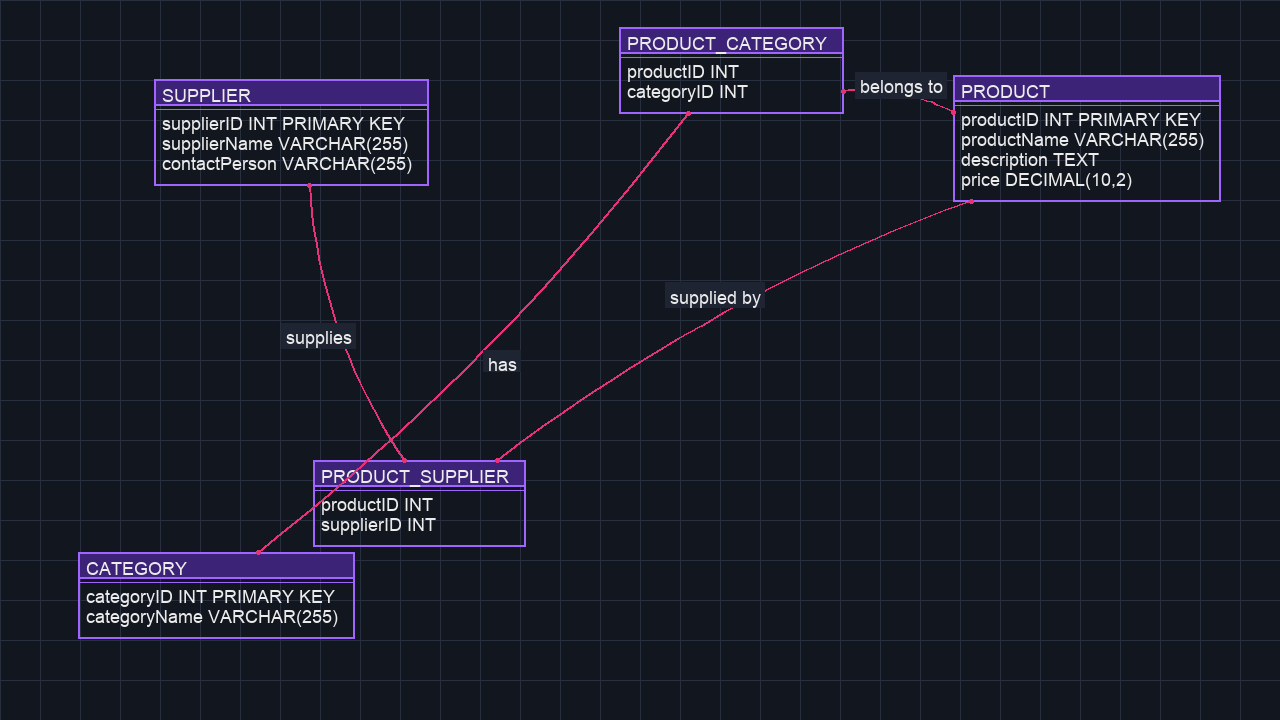 PRODUCT_CATEGORY
productID INT
categoryID INT
belongs to
SUPPLIER
supplierID INT PRIMARY KEY
supplierName VARCHAR(255)
contactPerson VARCHAR(255)
PRODUCT
productID INT PRIMARY KEY
productName VARCHAR(255)
description TEXT
price DECIMAL(10,2)
supplied by
supplies
has
PRODUCT_SUPPLIER
productID INT
supplierID INT
CATEGORY
categoryID INT PRIMARY KEY
categoryName VARCHAR(255)